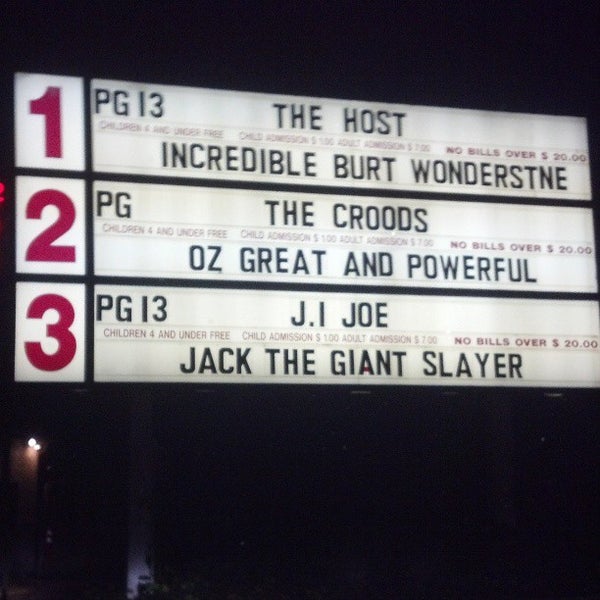 1
PG 13 THE HOST
CHILDREN 4 AND UNDER FREE CHILD ADMISSION $ 1.00 ADULT ADMISSION $ 7.00 NO BILLS OVER $ 20.00
INCREDIBLE BURT WONDERSTNE
2
PG THE CROODS
CHILDREN 4 AND UNDER FREE CHILD ADMISSION $ 1.00 ADULT ADMISSION $ 7.00 NO BILLS OVER $ 20.00
OZ GREAT AND POWERFUL
3
PG 13 J.I JOE
CHILDREN 4 AND UNDER FREE CHILD ADMISSION $ 1.00 ADULT ADMISSION $ 7.00 NO BILLS OVER $ 20.00
JACK THE GIANT SLAYER